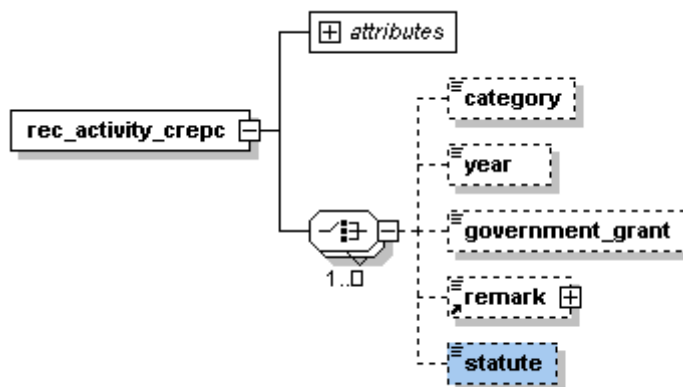 attributes
rec_activity_crepc
category
year
government_grant
1..□
remark
statute